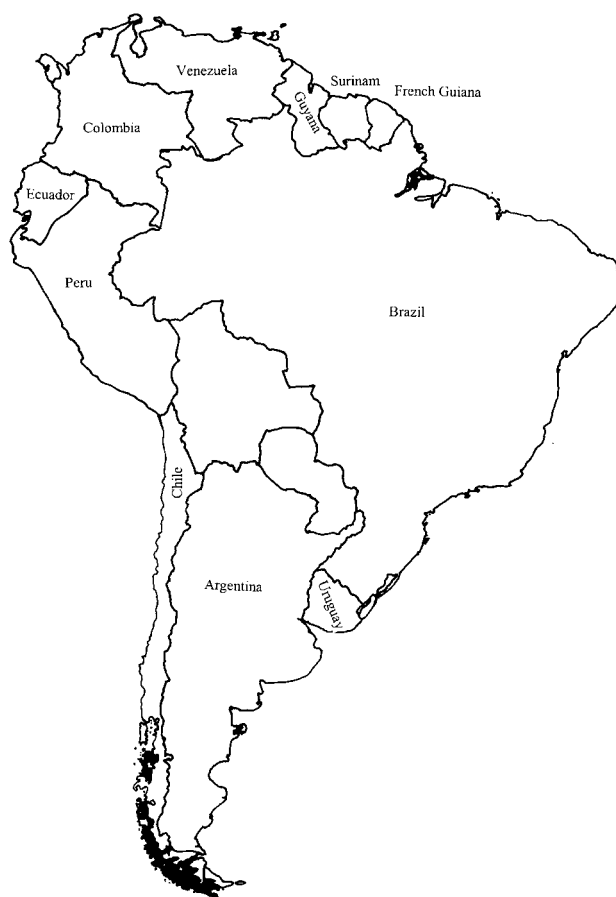 Venezuela
Guyana
Surinam
French Guiana
Colombia
Ecuador
Peru
Brazil
Chile
Argentina
Uruguay